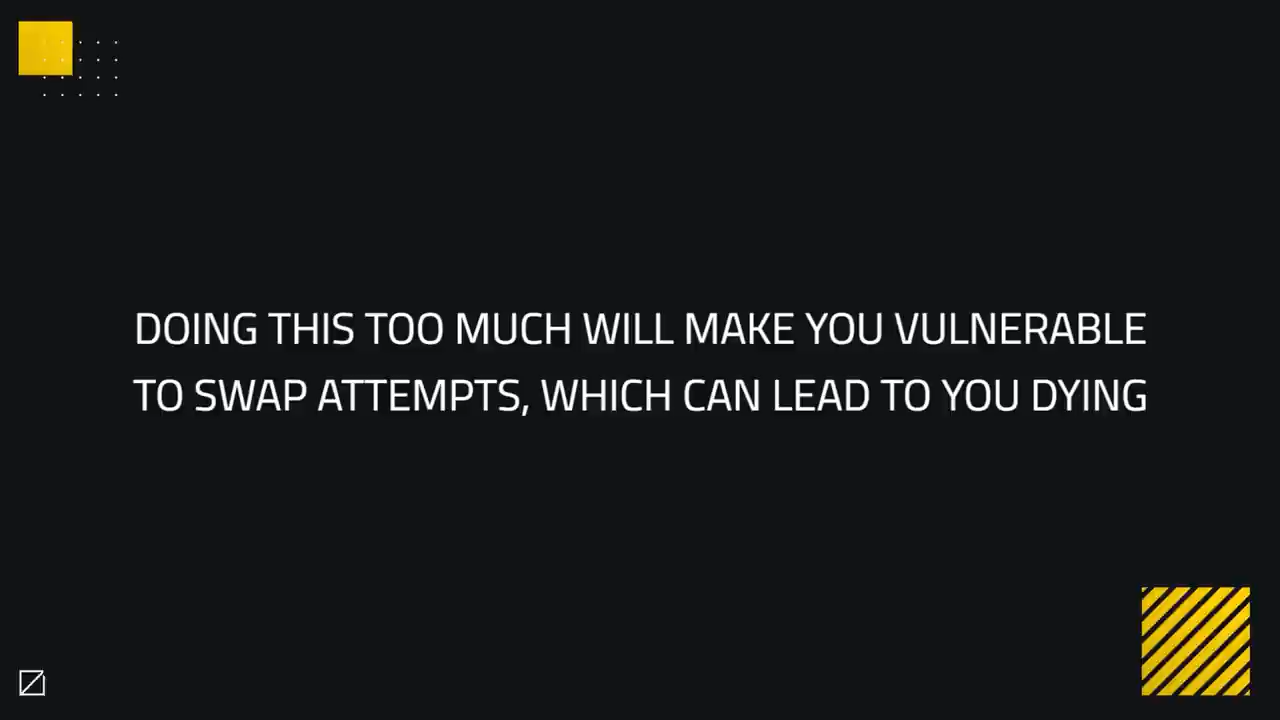 DOING THIS TOO MUCH WILL MAKE YOU VULNERABLE
TO SWAP ATTEMPTS, WHICH CAN LEAD TO YOU DYING